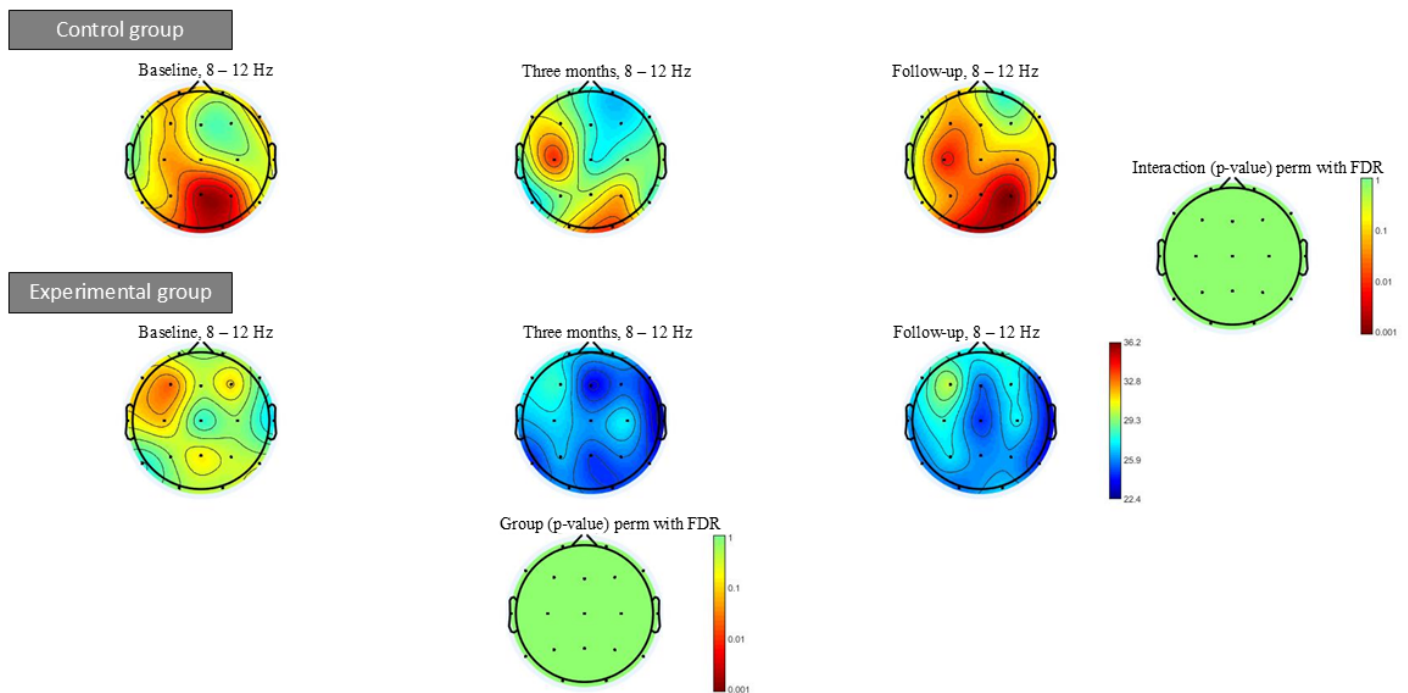 Control group
Baseline, 8 – 12 Hz
Three months, 8 – 12 Hz
Follow-up, 8 – 12 Hz
Interaction (p-value) perm with FDR
1
0.1
0.01
0.001
Experimental group
Baseline, 8 – 12 Hz
Three months, 8 – 12 Hz
Follow-up, 8 – 12 Hz
36.2
32.8
29.3
25.9
22.4
Group (p-value) perm with FDR
1
0.1
0.01
0.001